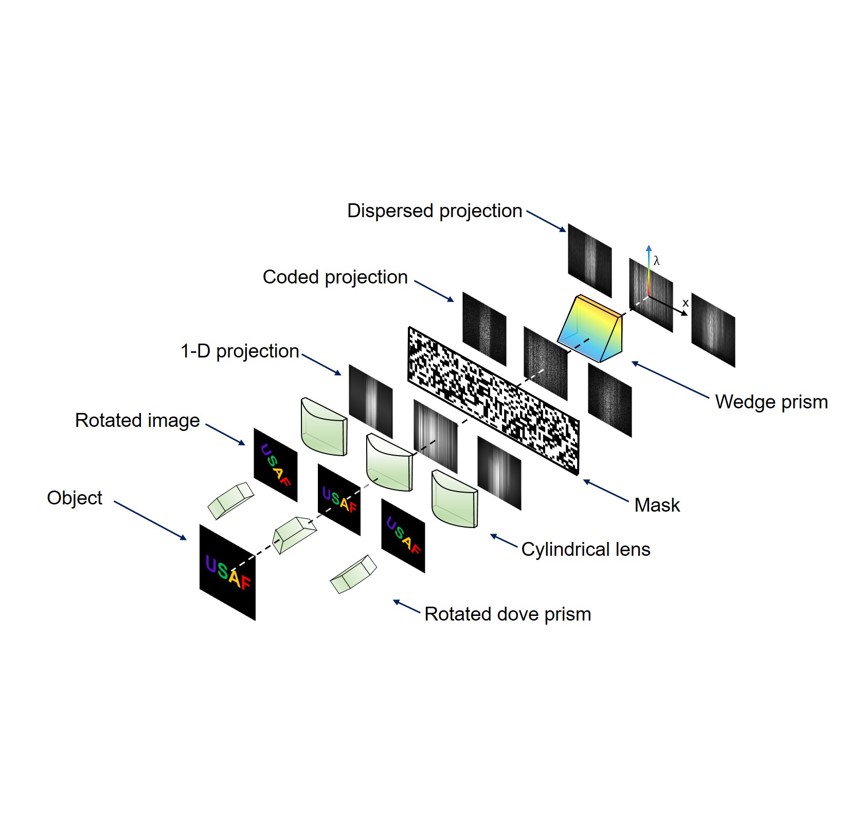 Dispersed projection
λ
Coded projection
x
1-D projection
Wedge prism
Rotated image
USAF
USAF
Object
Mask
USAF
Cylindrical lens
USAF
Rotated dove prism